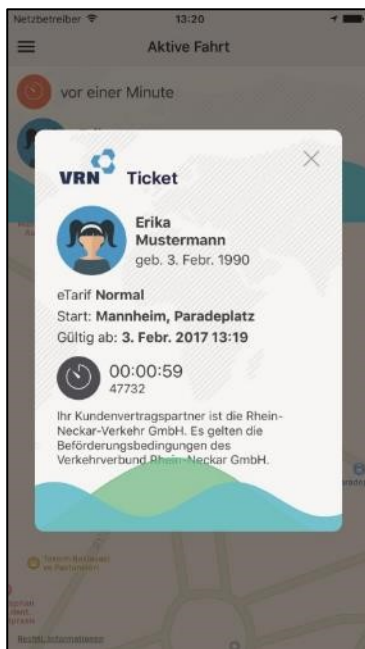 Netzbetreiber 13:20
Aktive Fahrt
vor einer Minute
VRN Ticket
Erika
Mustermann
geb. 3. Febr. 1990
eTarif Normal
Start: Mannheim, Paradeplatz
Gültig ab: 3. Febr. 2017 13:19
00:00:59
47732
Ihr Kundenvertragspartner ist die Rhein-
Neckar-Verkehr GmbH. Es gelten die
Beförderungsbedingungen des
Verkehrverbund Rhein-Neckar GmbH.
Rechtl. Informationen